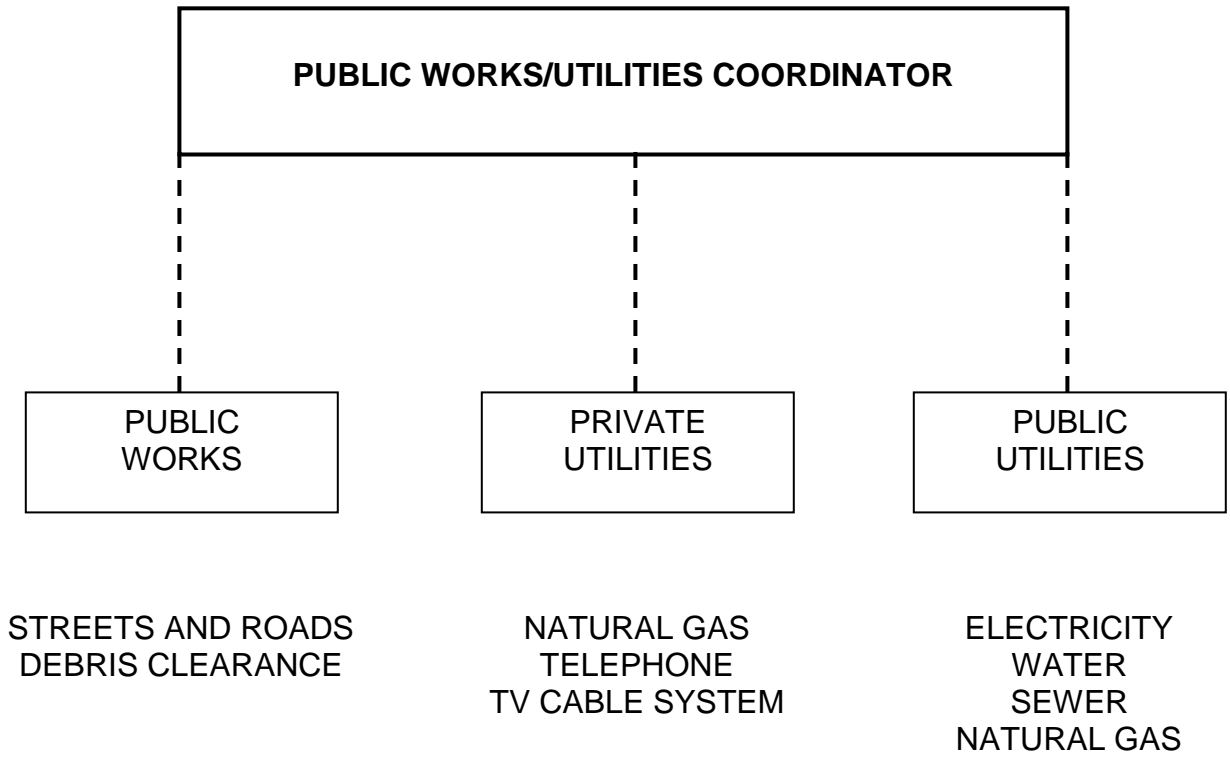 PUBLIC WORKS/UTILITIES COORDINATOR
PUBLIC
WORKS
PRIVATE
UTILITIES
PUBLIC
UTILITIES
STREETS AND ROADS
DEBRIS CLEARANCE
NATURAL GAS
TELEPHONE
TV CABLE SYSTEM
ELECTRICITY
WATER
SEWER
NATURAL GAS